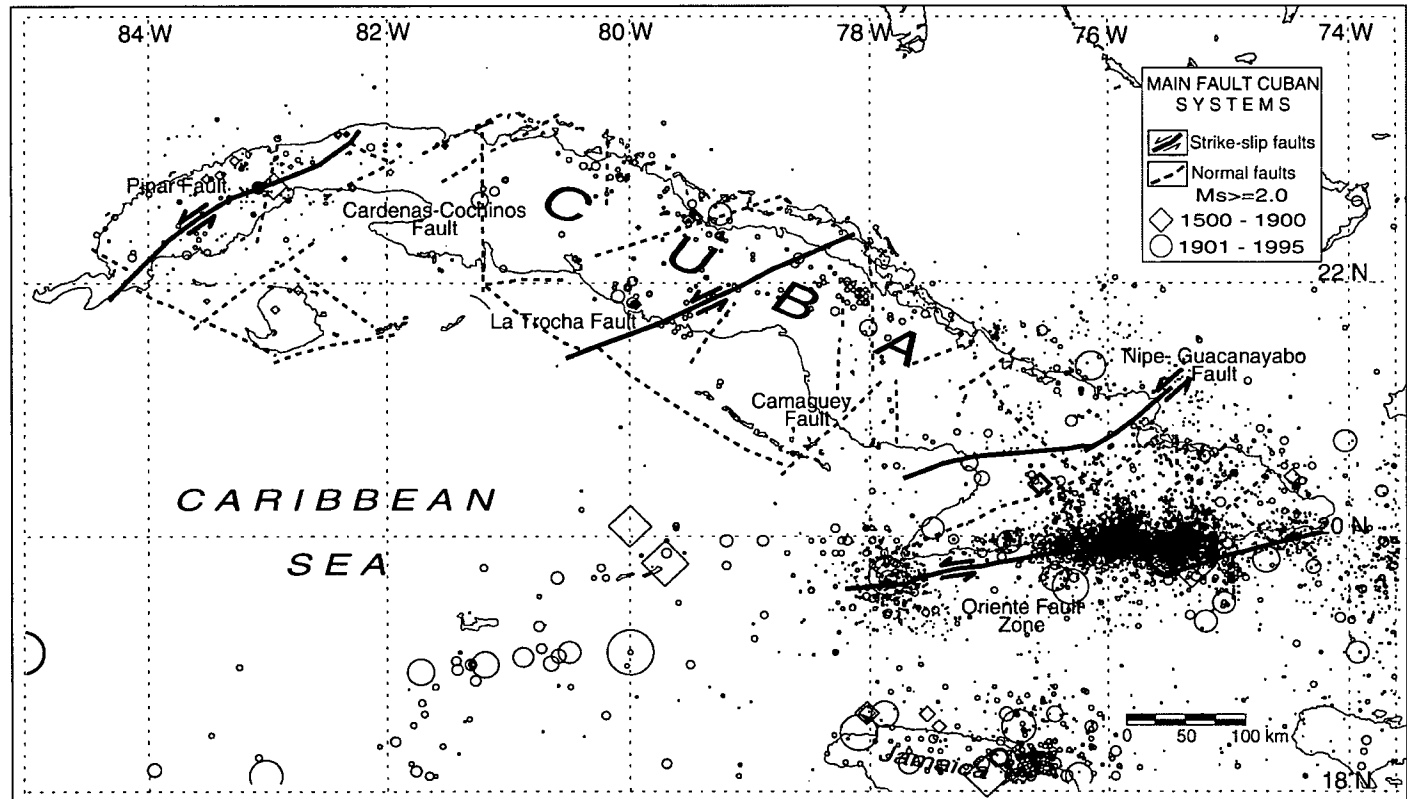 84 W 82 W 80 W 78 W 76 W 74 W
MAIN FAULT CUBAN
SYSTEMS
Strike-slip faults
Normal faults
Ms>=2.0
1500 - 1900
1901 - 1995
Pinar Fault
Cardenas-Cochinos
Fault
CUBA
22 N
La Trocha Fault
Nipe- Guacanayabo
Fault
Camaguey
Fault
CARIBBEAN
SEA
20 N
Oriente Fault
Zone
Jamaica
0 50 100 km
18 N